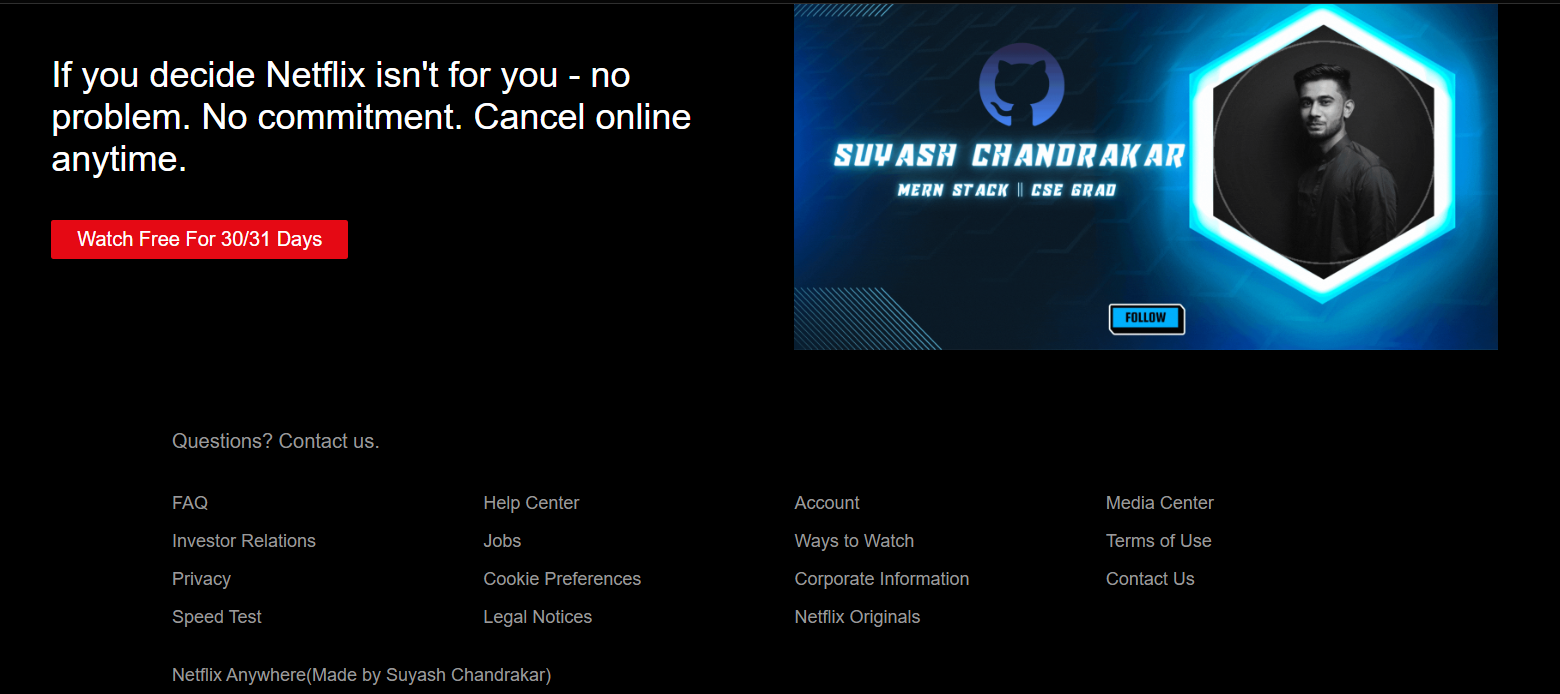 If you decide Netflix isn't for you - no
problem. No commitment. Cancel online
anytime.
Watch Free For 30/31 Days
SUYASH CHANDRAKAR
MERN STACK || CSE GRAD
FOLLOW
Questions? Contact us.
FAQ
Help Center
Account
Media Center
Investor Relations
Jobs
Ways to Watch
Terms of Use
Privacy
Cookie Preferences
Corporate Information
Contact Us
Speed Test
Legal Notices
Netflix Originals
Netflix Anywhere(Made by Suyash Chandrakar)